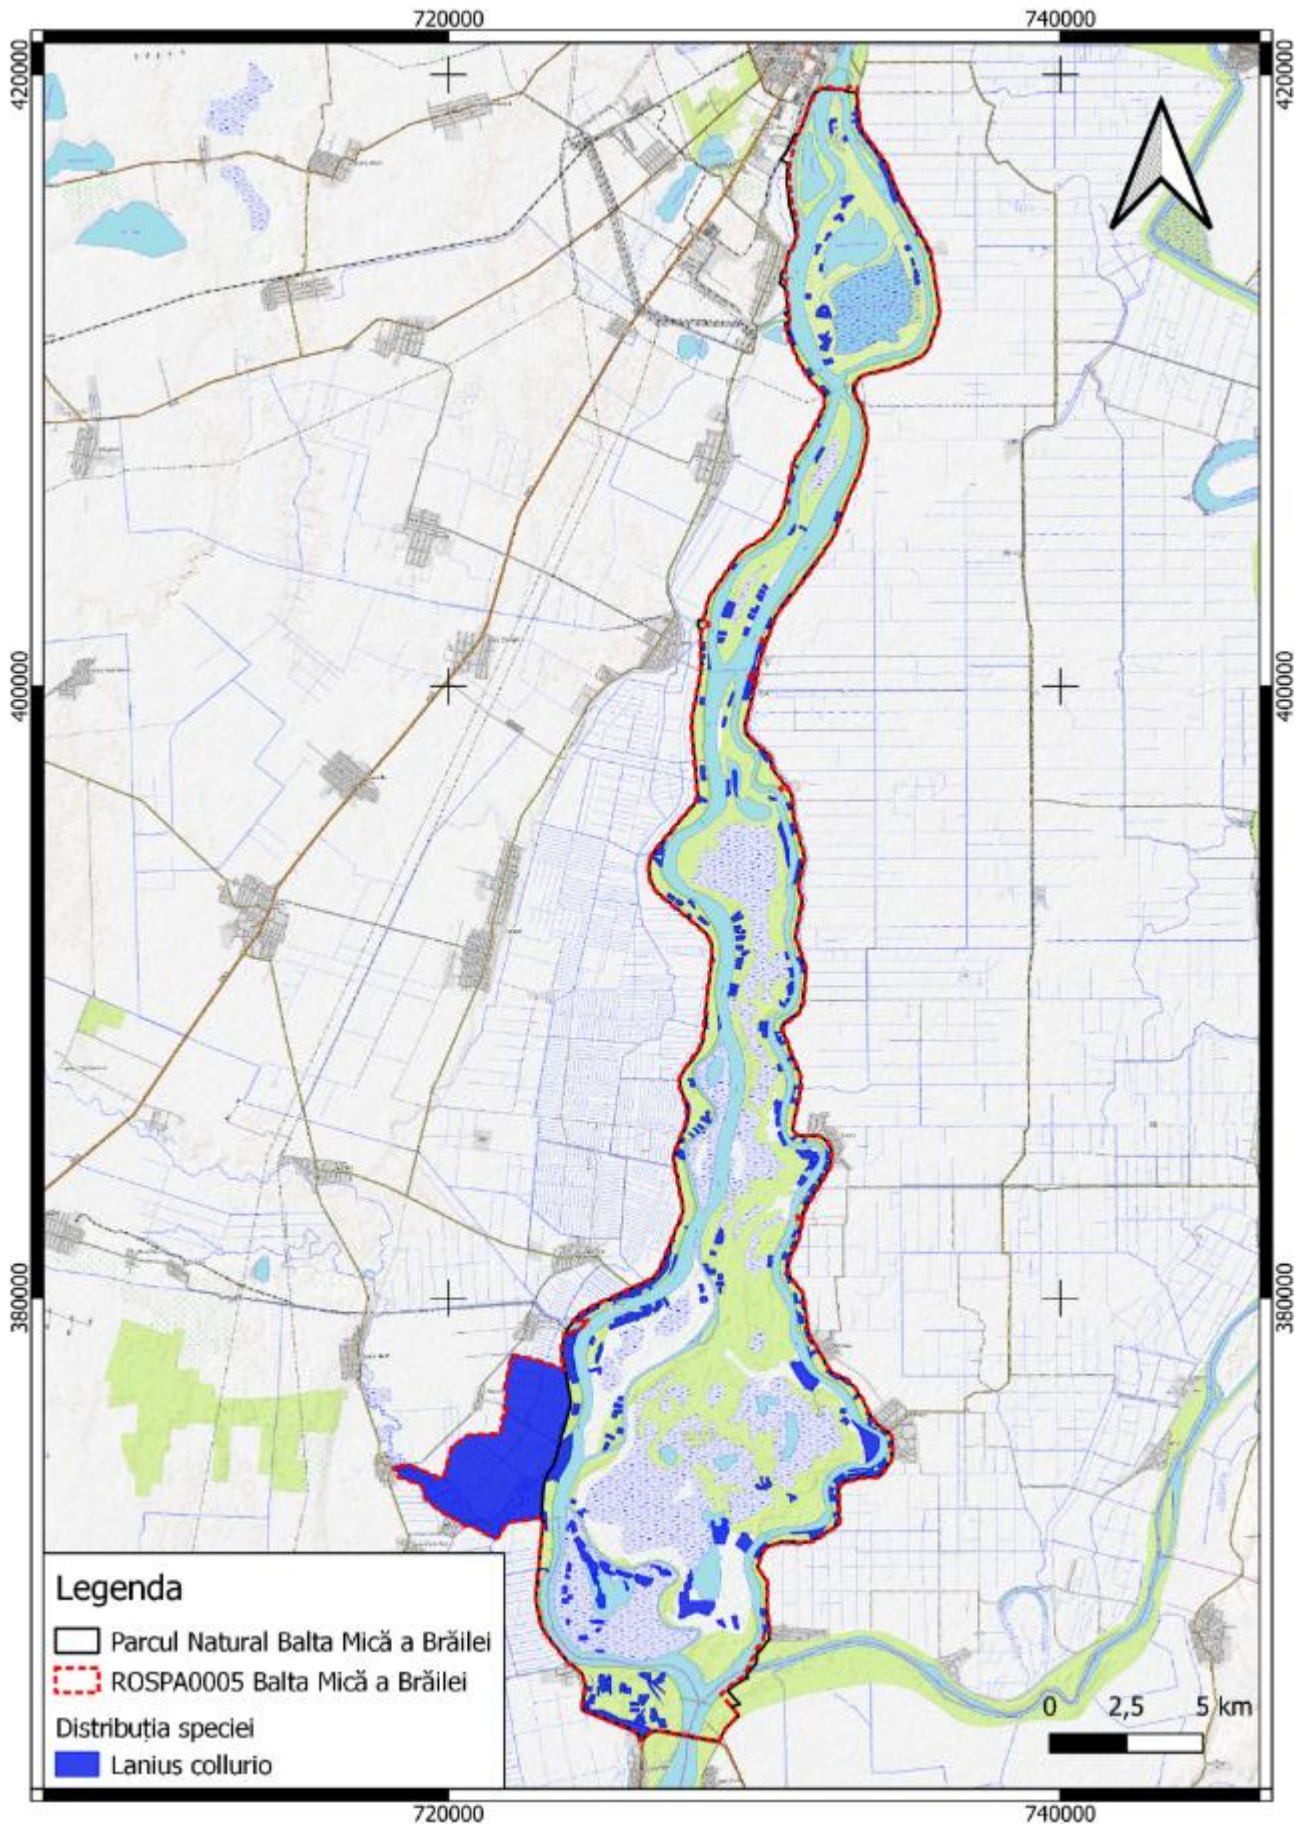 720000
740000
420000
420000
400000
400000
380000
380000
Legenda
Parcul Natural Balta Mică a Brăilei
ROSPA0005 Balta Mică a Brăilei
Distribuția speciei
Lanius collurio
0 2,5 5 km
720000
740000